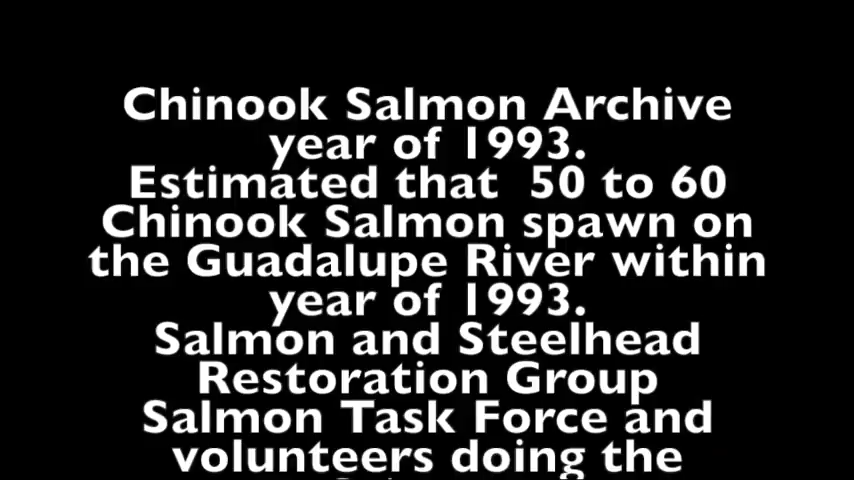 Chinook Salmon Archive
year of 1993.
Estimated that  50 to 60
Chinook Salmon spawn on
the Guadalupe River within
year of 1993.
Salmon and Steelhead
Restoration Group
Salmon Task Force and
volunteers doing the